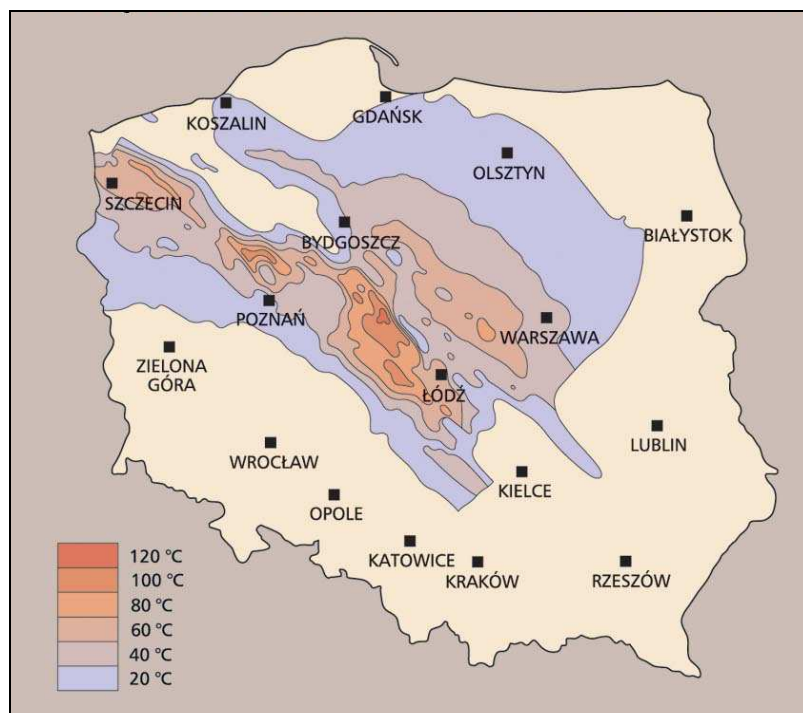 KOSZALIN
GDAŃSK
OLSZTYN
SZCZECIN
BIAŁYSTOK
BYDGOSZCZ
POZNAŃ
WARSZAWA
ZIELONA
GÓRA
ŁÓDŹ
LUBLIN
WROCŁAW
KIELCE
OPOLE
KATOWICE
KRAKÓW
RZESZÓW
120 °C
100 °C
80 °C
60 °C
40 °C
20 °C